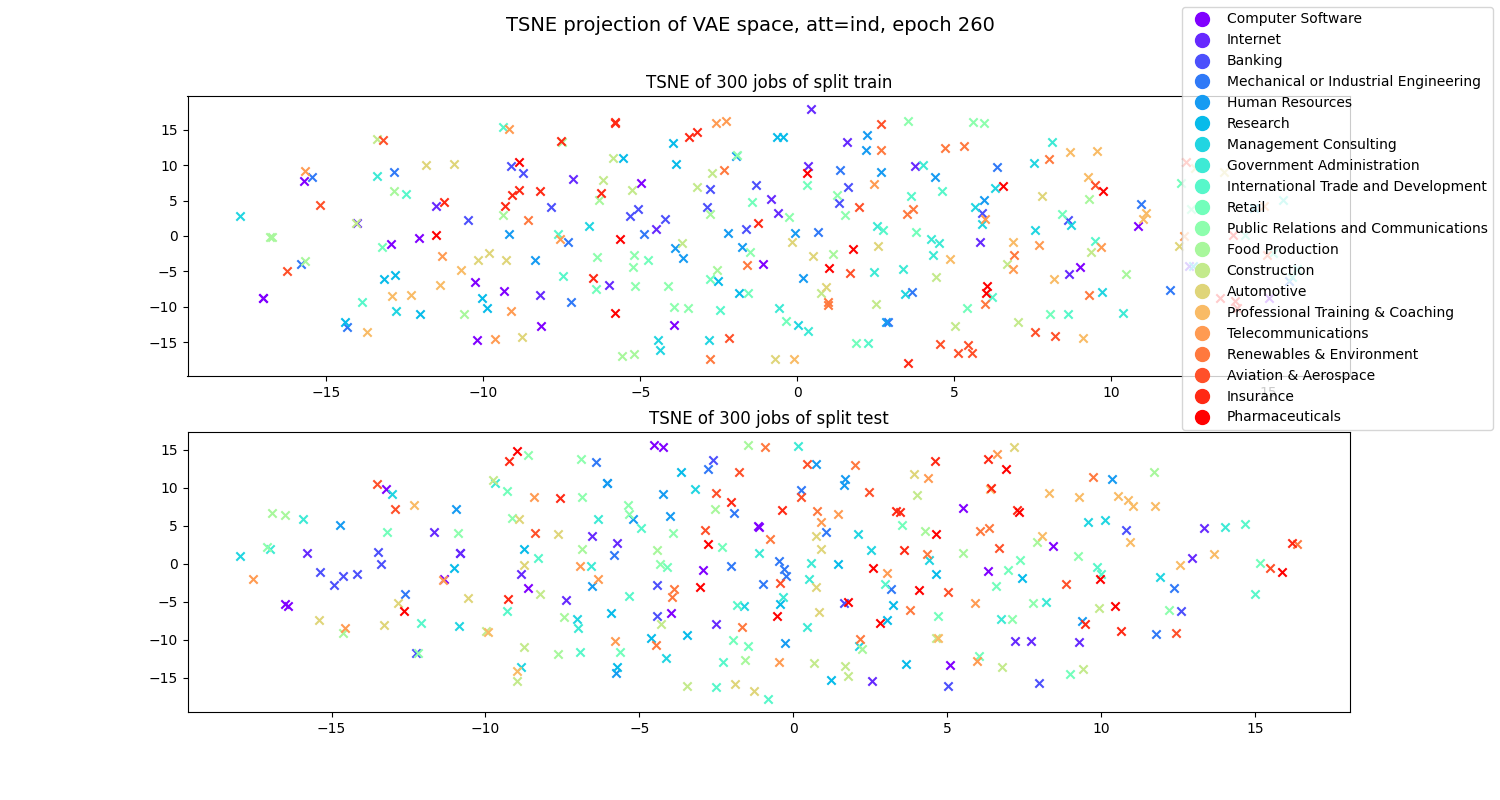 TSNE projection of VAE space, att=ind, epoch 260
TSNE of 300 jobs of split train
15
10
5
0
−5
−10
−15
−15
−10
−5
0
5
10
15
Computer Software
Internet
Banking
Mechanical or Industrial Engineering
Human Resources
Research
Management Consulting
Government Administration
International Trade and Development
Retail
Public Relations and Communications
Food Production
Construction
Automotive
Professional Training & Coaching
Telecommunications
Renewables & Environment
Aviation & Aerospace
Insurance
Pharmaceuticals
TSNE of 300 jobs of split test
15
10
5
0
−5
−10
−15
−15
−10
−5
0
5
10
15